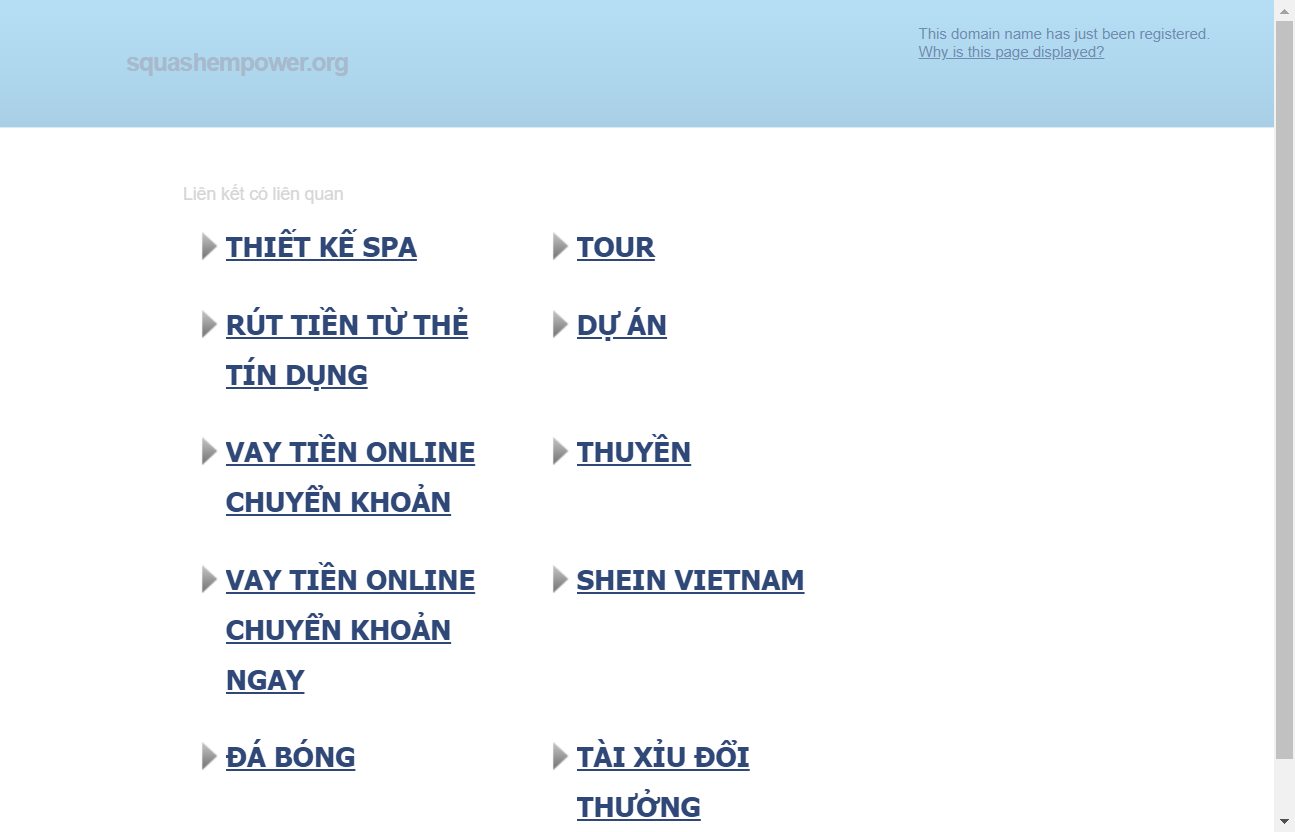 squashempower.org
This domain name has just been registered.
Why is this page displayed?
Liên kết có liên quan
THIẾT KẾ SPA
TOUR
RÚT TIỀN TỪ THẺ
TÍN DỤNG
DỰ ÁN
VAY TIỀN ONLINE
CHUYỂN KHOẢN
THUYỀN
VAY TIỀN ONLINE
CHUYỂN KHOẢN
NGAY
SHEIN VIETNAM
ĐÁ BÓNG
TÀI XỈU ĐỔI
THƯỞNG